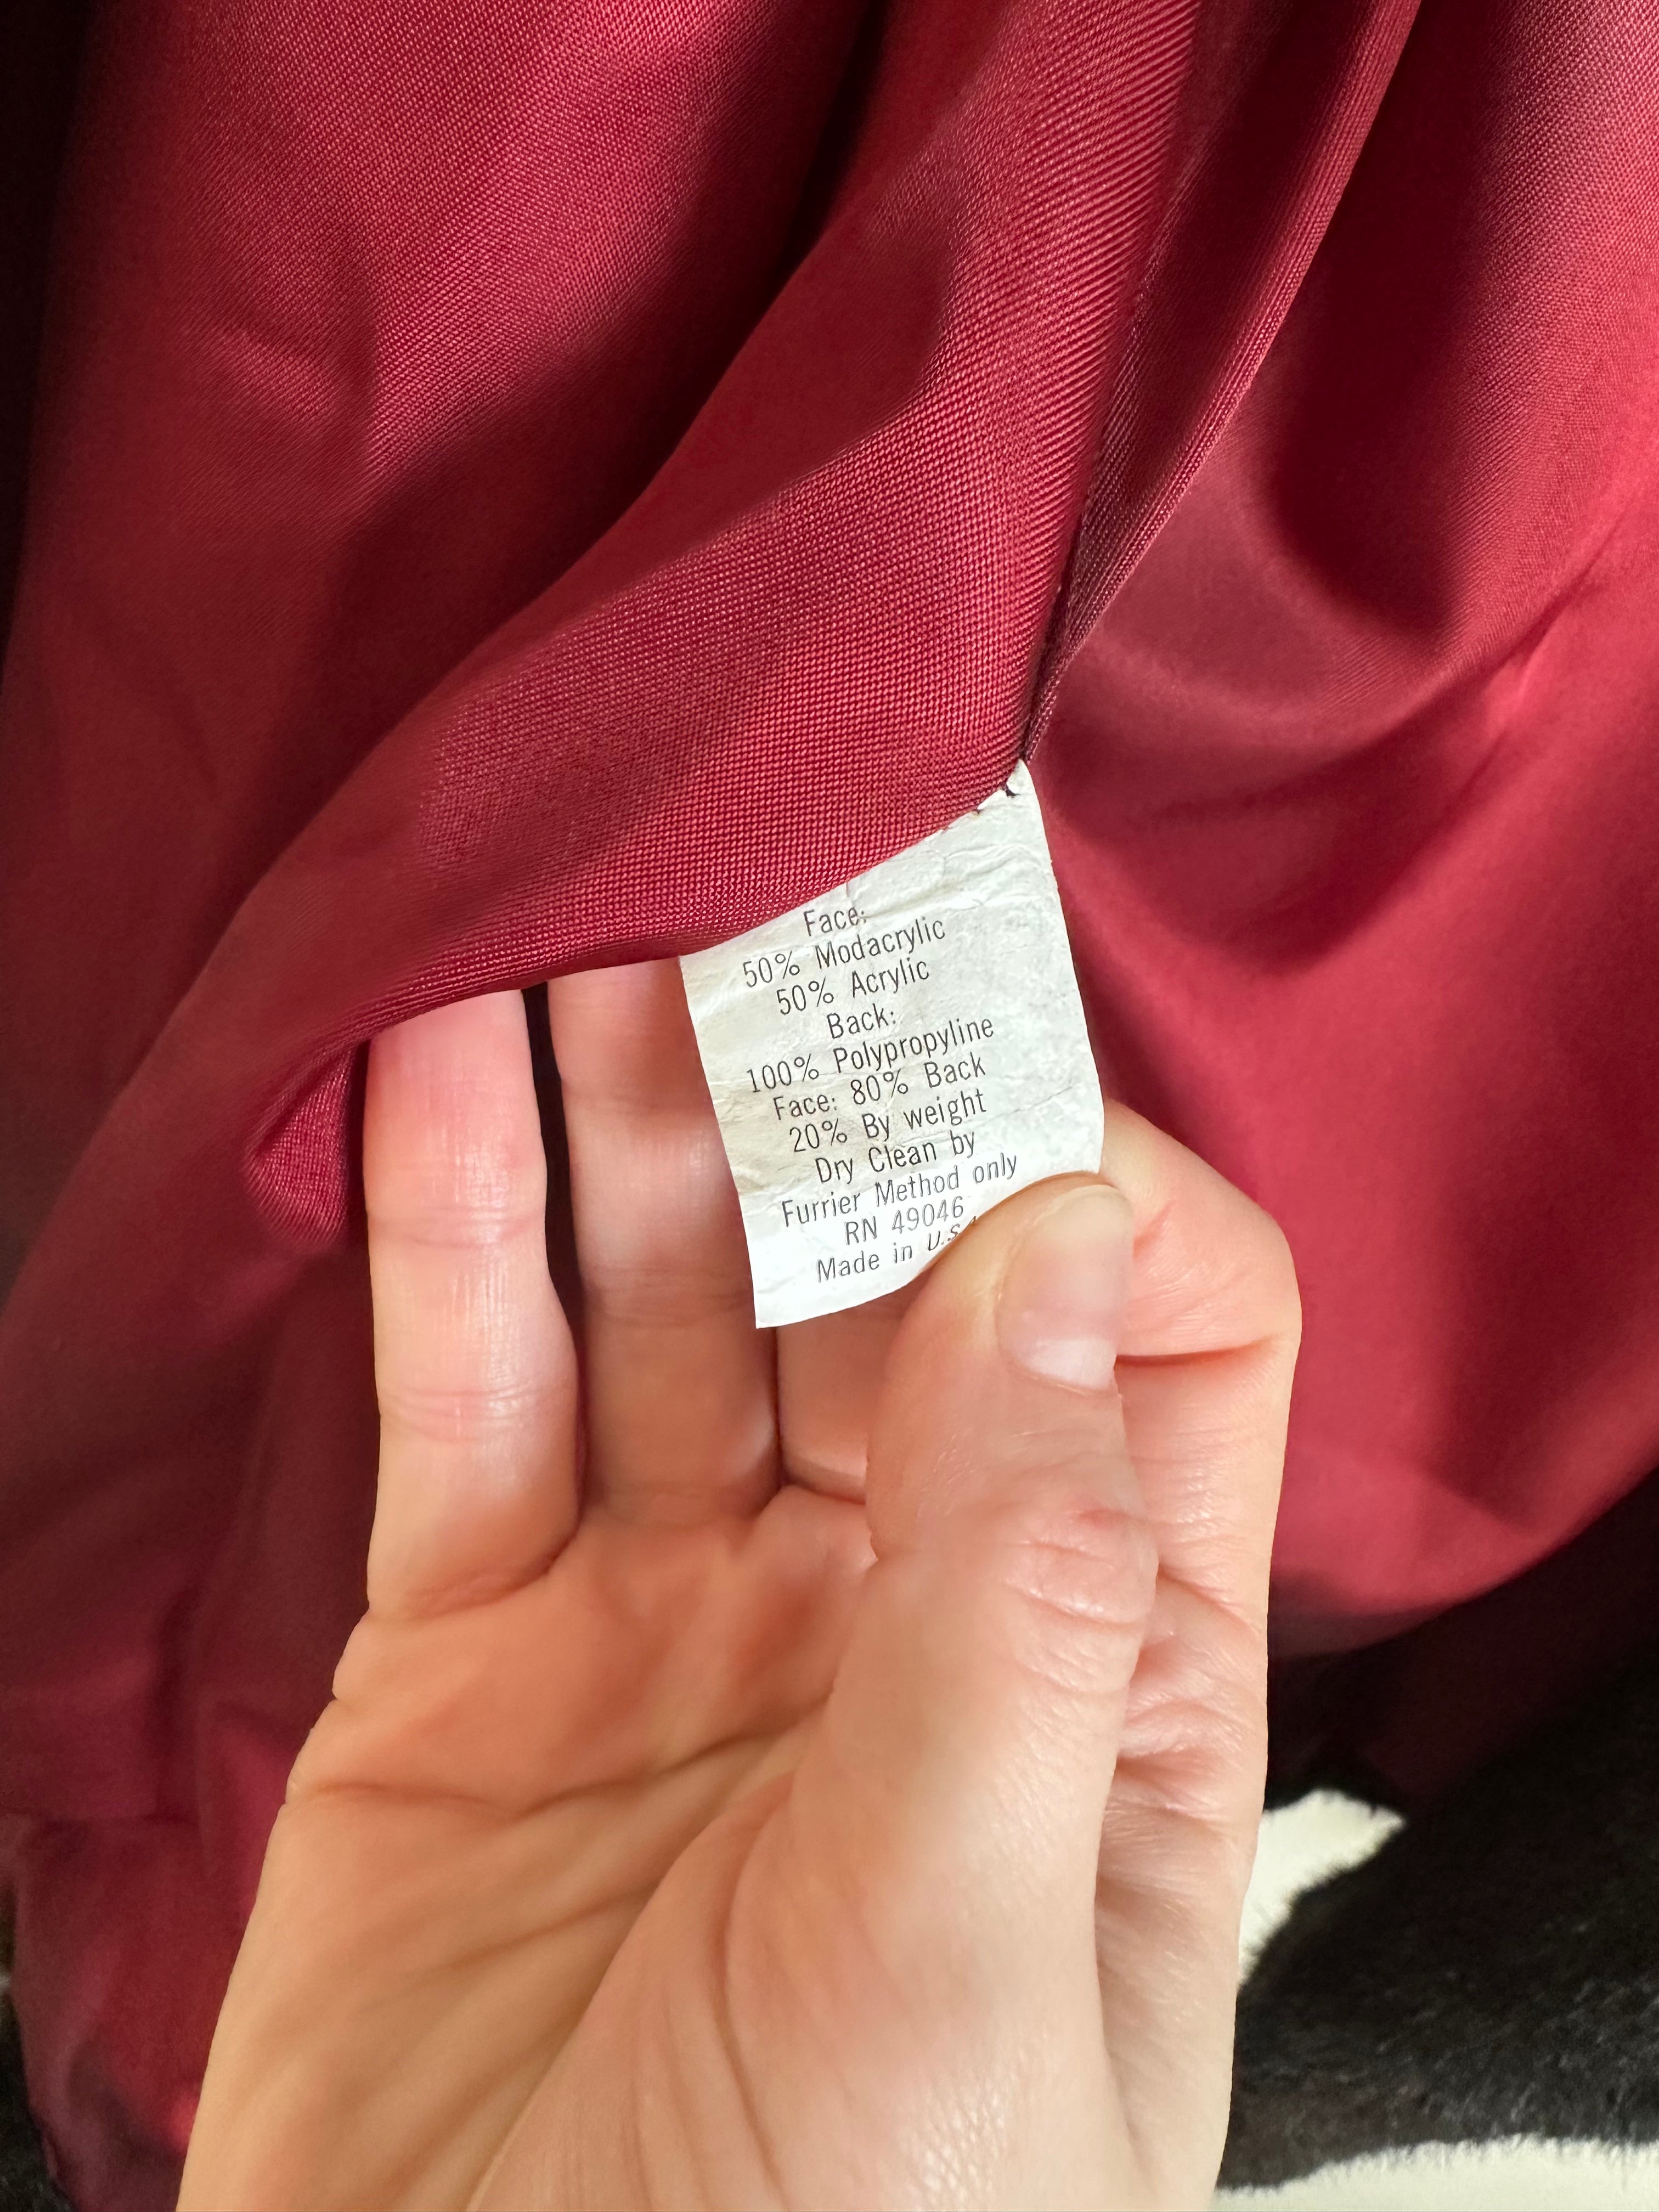 Face:
50% Modacrylic
50% Acrylic
Back:
100% Polypropyline
Face: 80% Back
20% By weight
Dry Clean by
Furrier Method only
RN 49046
Made in U.S.